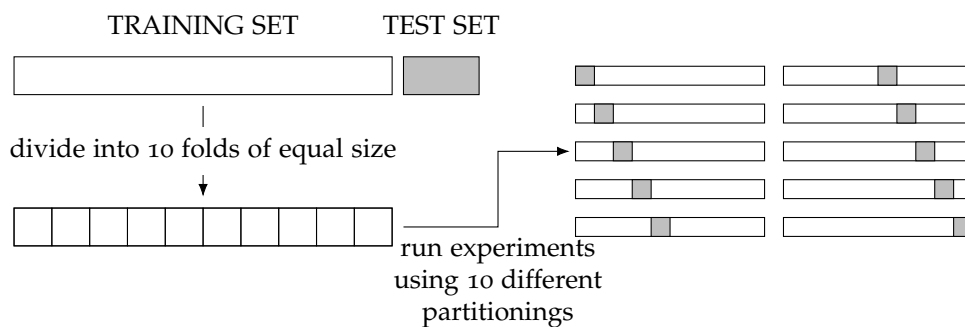 TRAINING SET
TEST SET
divide into 10 folds of equal size
run experiments
using 10 different
partitionings